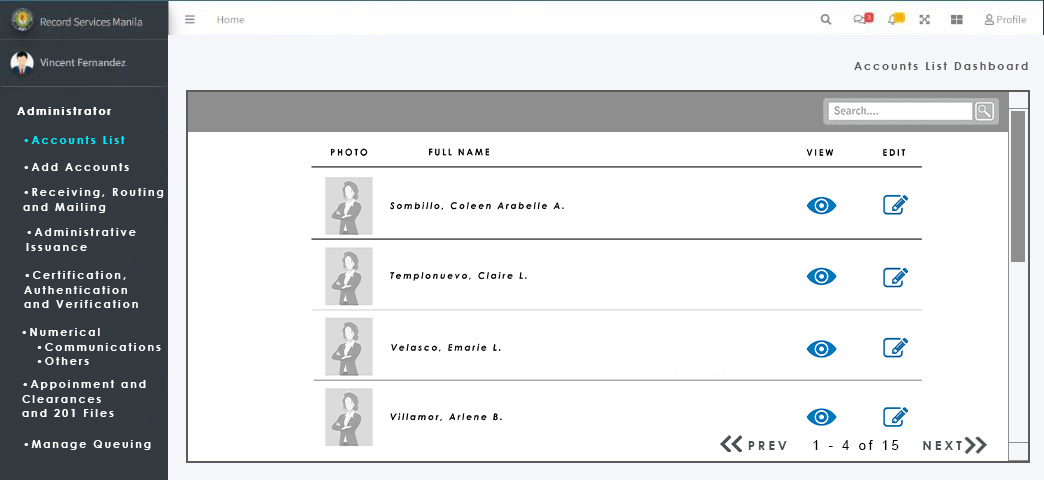 Record Services Manila
Home
3
Profile
Vincent Fernandez
Accounts List Dashboard
Administrator
•Accounts List
•Add Accounts
•Receiving, Routing
and Mailing
•Administrative
Issuance
•Certification,
Authentication
and Verification
•Numerical
•Communications
•Others
•Appoinment and
Clearances
and 201 Files
•Manage Queuing
Search....
PHOTO FULL NAME VIEW EDIT
Sombillo, Coleen Arabelle A.
Templonuevo, Claire L.
Velasco, Emarie L.
Villamor, Arlene B.
PREV 1 - 4 of 15 NEXT